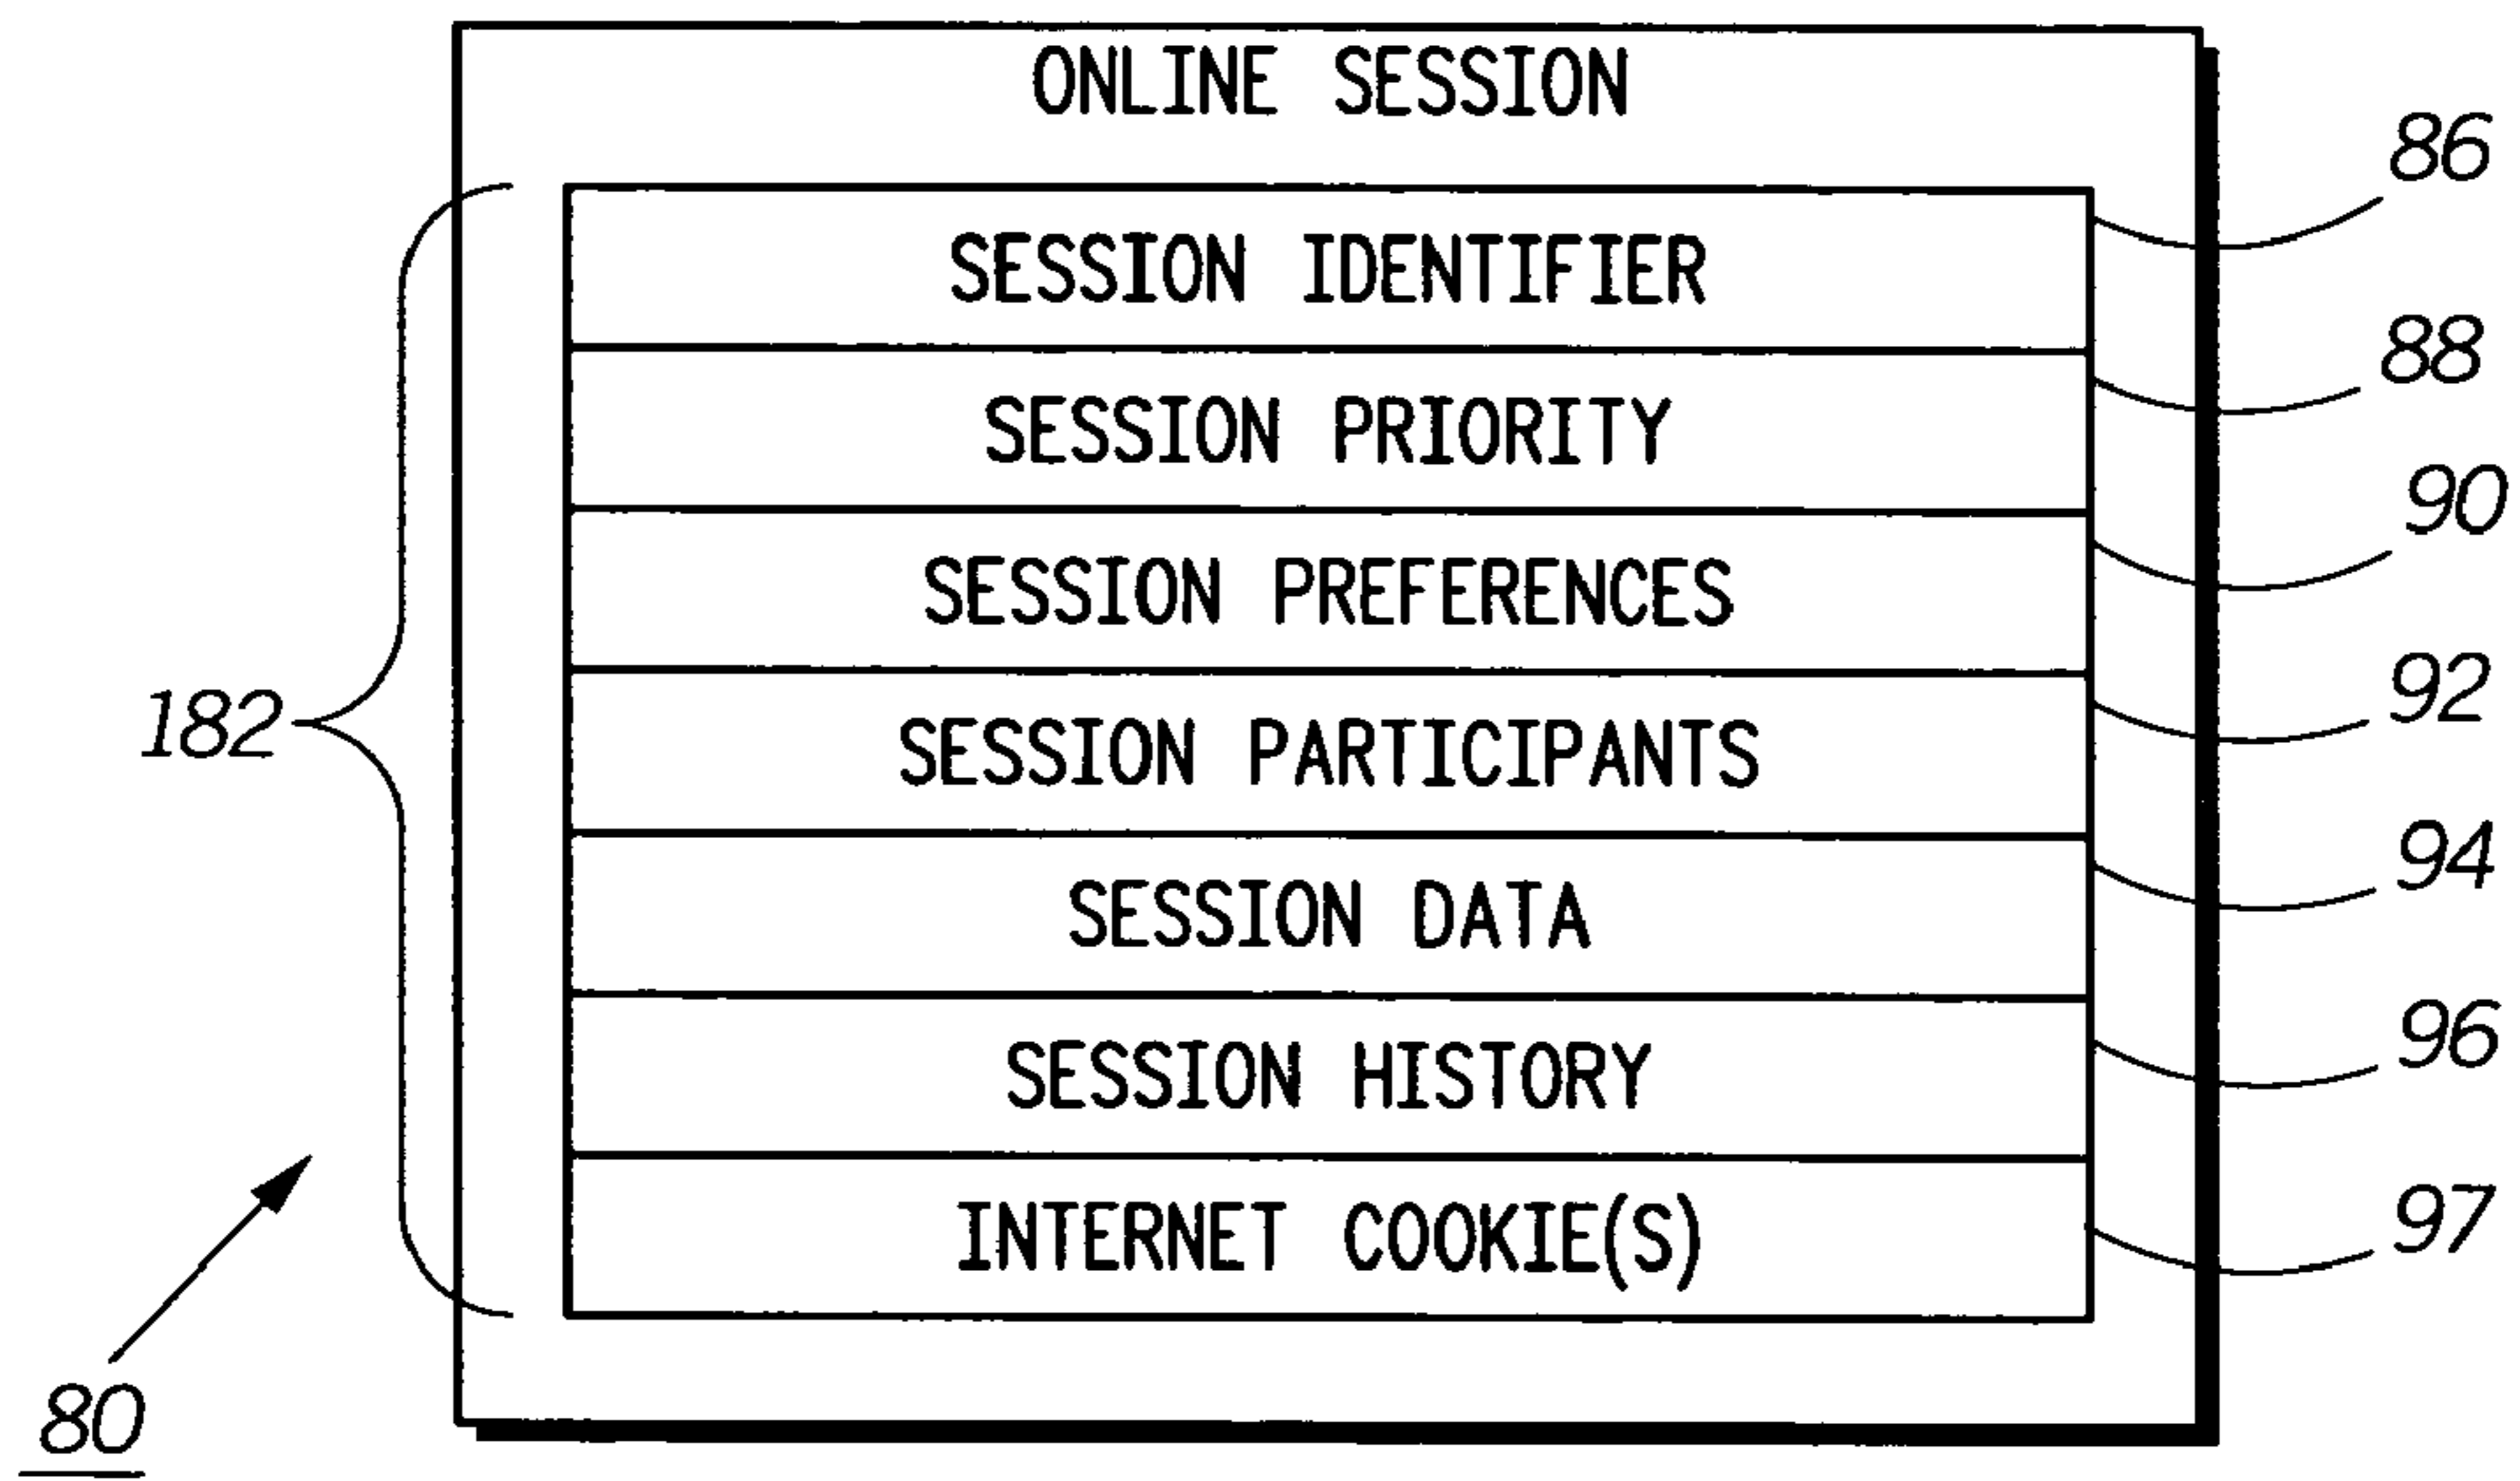 ONLINE SESSION
86
SESSION IDENTIFIER
88
SESSION PRIORITY
90
SESSION PREFERENCES
92
182
SESSION PARTICIPANTS
94
SESSION DATA
96
SESSION HISTORY
97
INTERNET COOKIE(S)
80